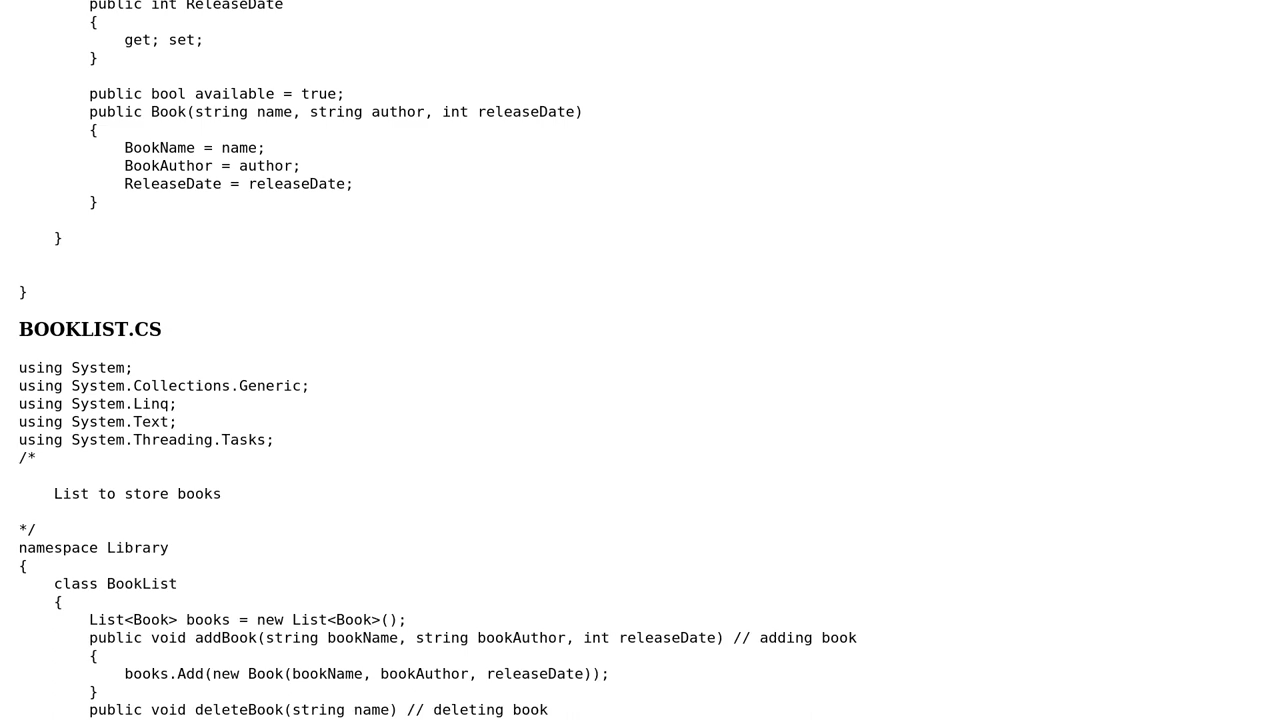 public int ReleaseDate
        {
            get; set;
        }

        public bool available = true;
        public Book(string name, string author, int releaseDate)
        {
            BookName = name;
            BookAuthor = author;
            ReleaseDate = releaseDate;
        }

    }


}
BOOKLIST.CS
using System;
using System.Collections.Generic;
using System.Linq;
using System.Text;
using System.Threading.Tasks;
/*

    List to store books

*/
namespace Library
{
    class BookList
    {
        List<Book> books = new List<Book>();
        public void addBook(string bookName, string bookAuthor, int releaseDate) // adding book
        {
            books.Add(new Book(bookName, bookAuthor, releaseDate));
        }
        public void deleteBook(string name) // deleting book